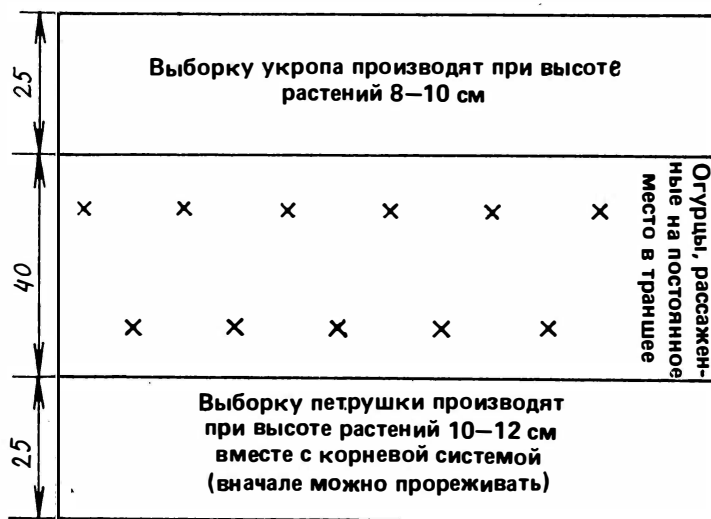 25
Выборку укропа производят при высоте
растений 8—10 см
40
Огурцы, рассажен-
ные на постоянное
место в траншее
25
Выборку петрушки производят
при высоте растений 10—12 см
вместе с корневой системой
(вначале можно прореживать)